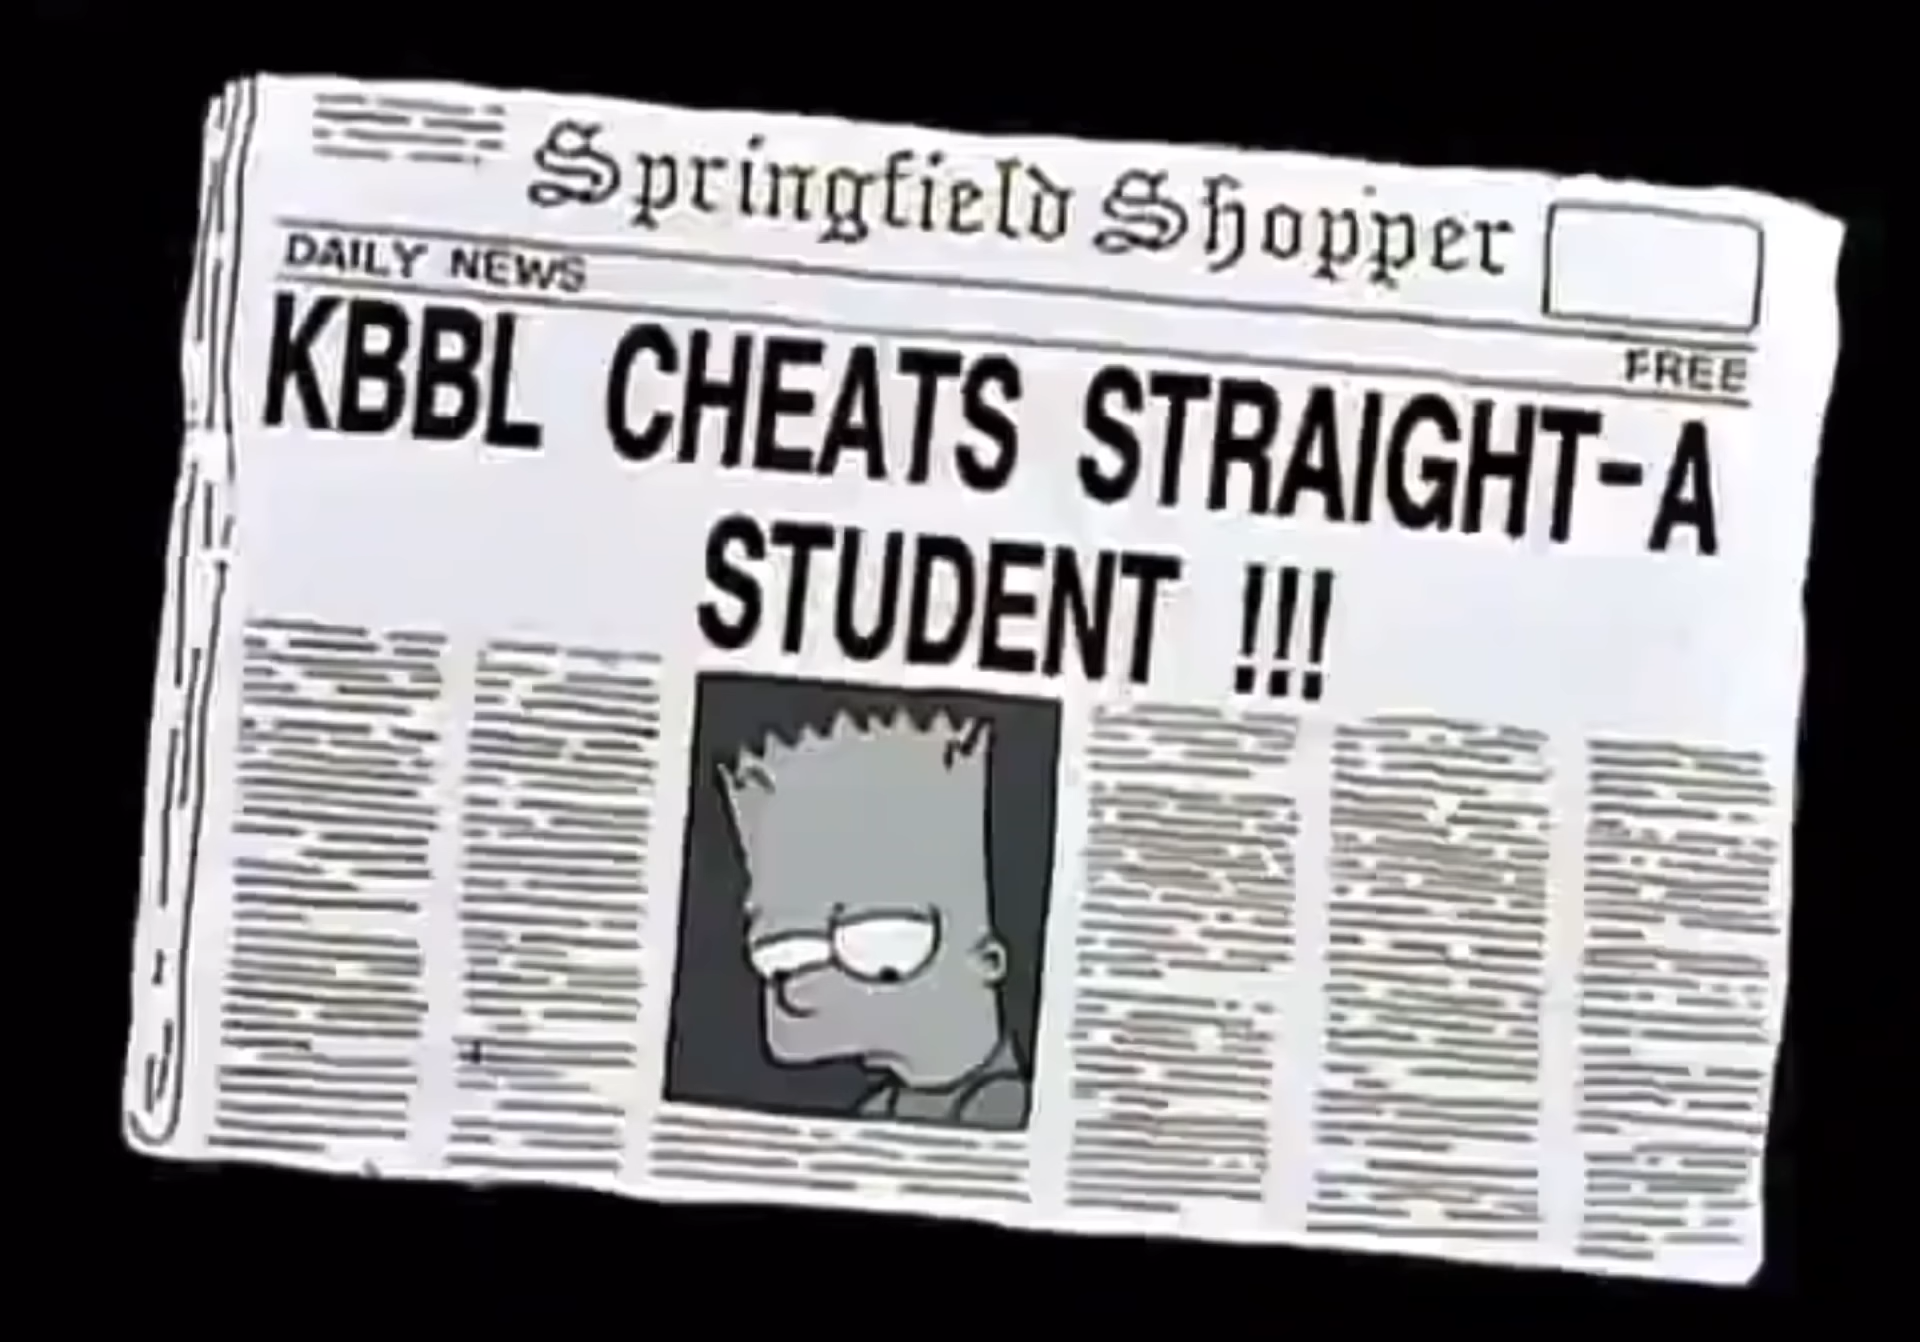 Springfield Shopper
DAILY NEWS
FREE
KBBL CHEATS STRAIGHT-A
STUDENT !!!